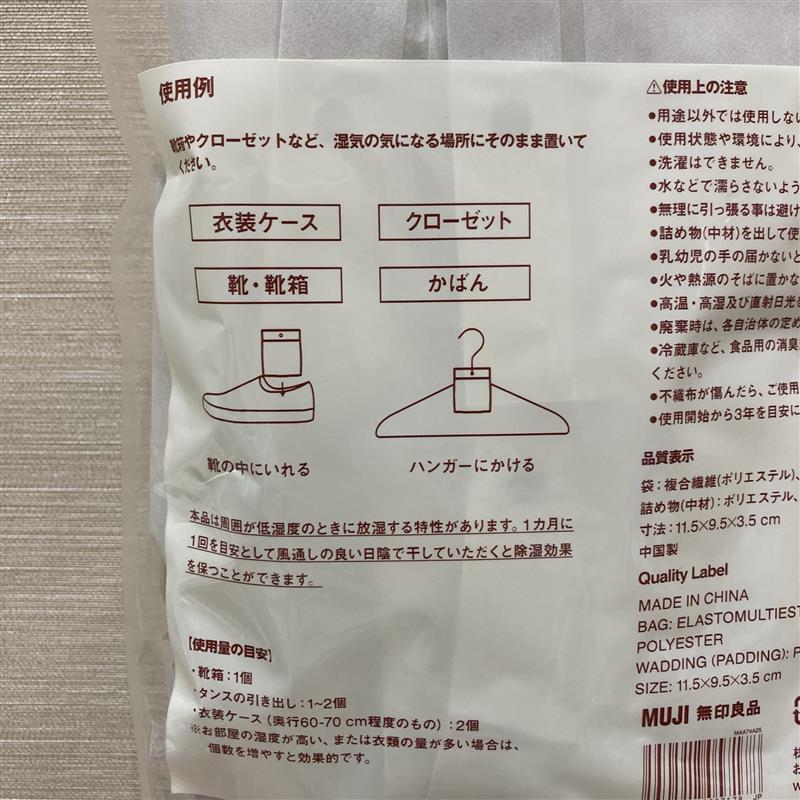 使用例
靴箱やクローゼットなど、湿気の気になる場所にそのまま置いて
ください。
衣装ケース
クローゼット
靴・靴箱
かばん
靴の中にいれる
ハンガーにかける
本品は周囲が低湿度のときに放湿する特性があります。1カ月に
1回を目安として風通しの良い日陰で干していただくと除湿効果
を保つことができます。
【使用量の目安】
・靴箱：1個
・タンスの引き出し：1~2個
・衣装ケース（奥行60-70 cm程度のもの）：2個
※お部屋の湿度が高い、または衣類の量が多い場合は、
個数を増やすと効果的です。
⚠使用上の注意
●用途以外では使用しない
●使用状態や環境により、
●洗濯はできません。
●水などで濡らさないよう
●無理に引っ張る事は避け
●詰め物(中材)を出して使
●乳幼児の手の届かないと
●火や熱源のそばに置かな
●高温・高湿及び直射日光
●廃棄時は、各自治体の定め
●冷蔵庫など、食品用の消臭
ください。
●不織布が傷んだら、ご使用
●使用開始から3年を目安に
品質表示
袋：複合繊維(ポリエステル)、
詰め物(中材)：ポリエステル、
寸法：11.5×9.5×3.5 cm
中国製
Quality Label
MADE IN CHINA
BAG: ELASTOMULTIEST
POLYESTER
WADDING (PADDING): P
SIZE: 11.5×9.5×3.5 cm
MUJI 無印良品
MAA74A2S
JP